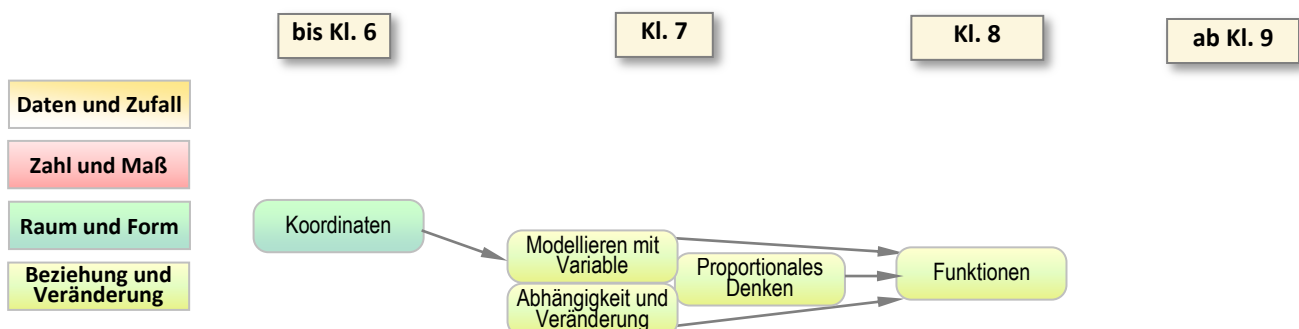 bis Kl. 6
Kl. 7
Kl. 8
ab Kl. 9
Daten und Zufall
Zahl und Maß
Raum und Form
Beziehung und
Veränderung
Koordinaten
Modellieren mit
Variable
Proportionales
Denken
Abhängigkeit und
Veränderung
Funktionen